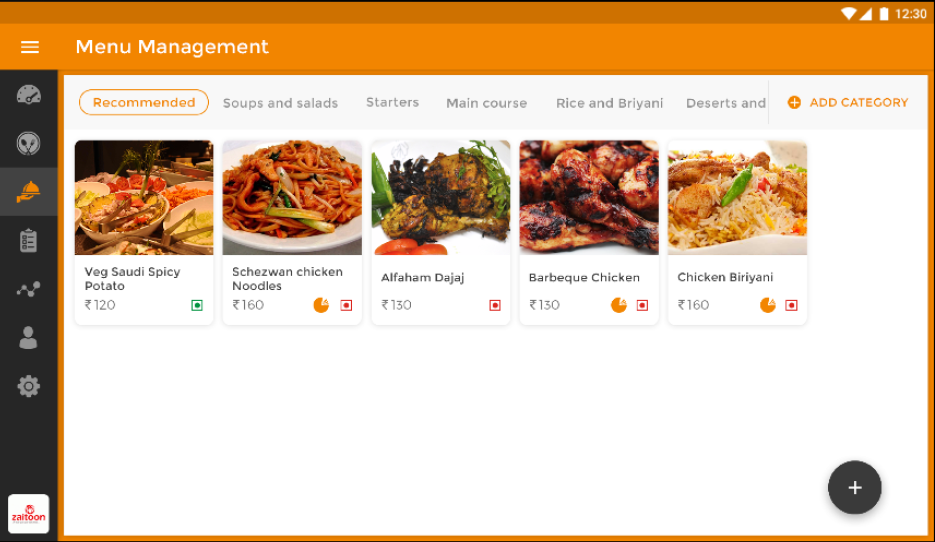 12:30
Menu Management
Recommended
Soups and salads
Starters
Main course
Rice and Briyani
Deserts and
ADD CATEGORY
Veg Saudi Spicy
Potato
₹120
Schezwan chicken
Noodles
₹160
Alfaham Dajaj
₹130
Barbeque Chicken
₹130
Chicken Biriyani
₹160
zaitoon